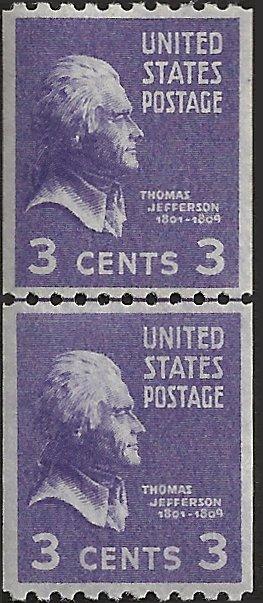 UNITED
STATES
POSTAGE
THOMAS
JEFFERSON
1801-1809
3 CENTS 3
UNITED
STATES
POSTAGE
THOMAS
JEFFERSON
1801-1809
3 CENTS 3